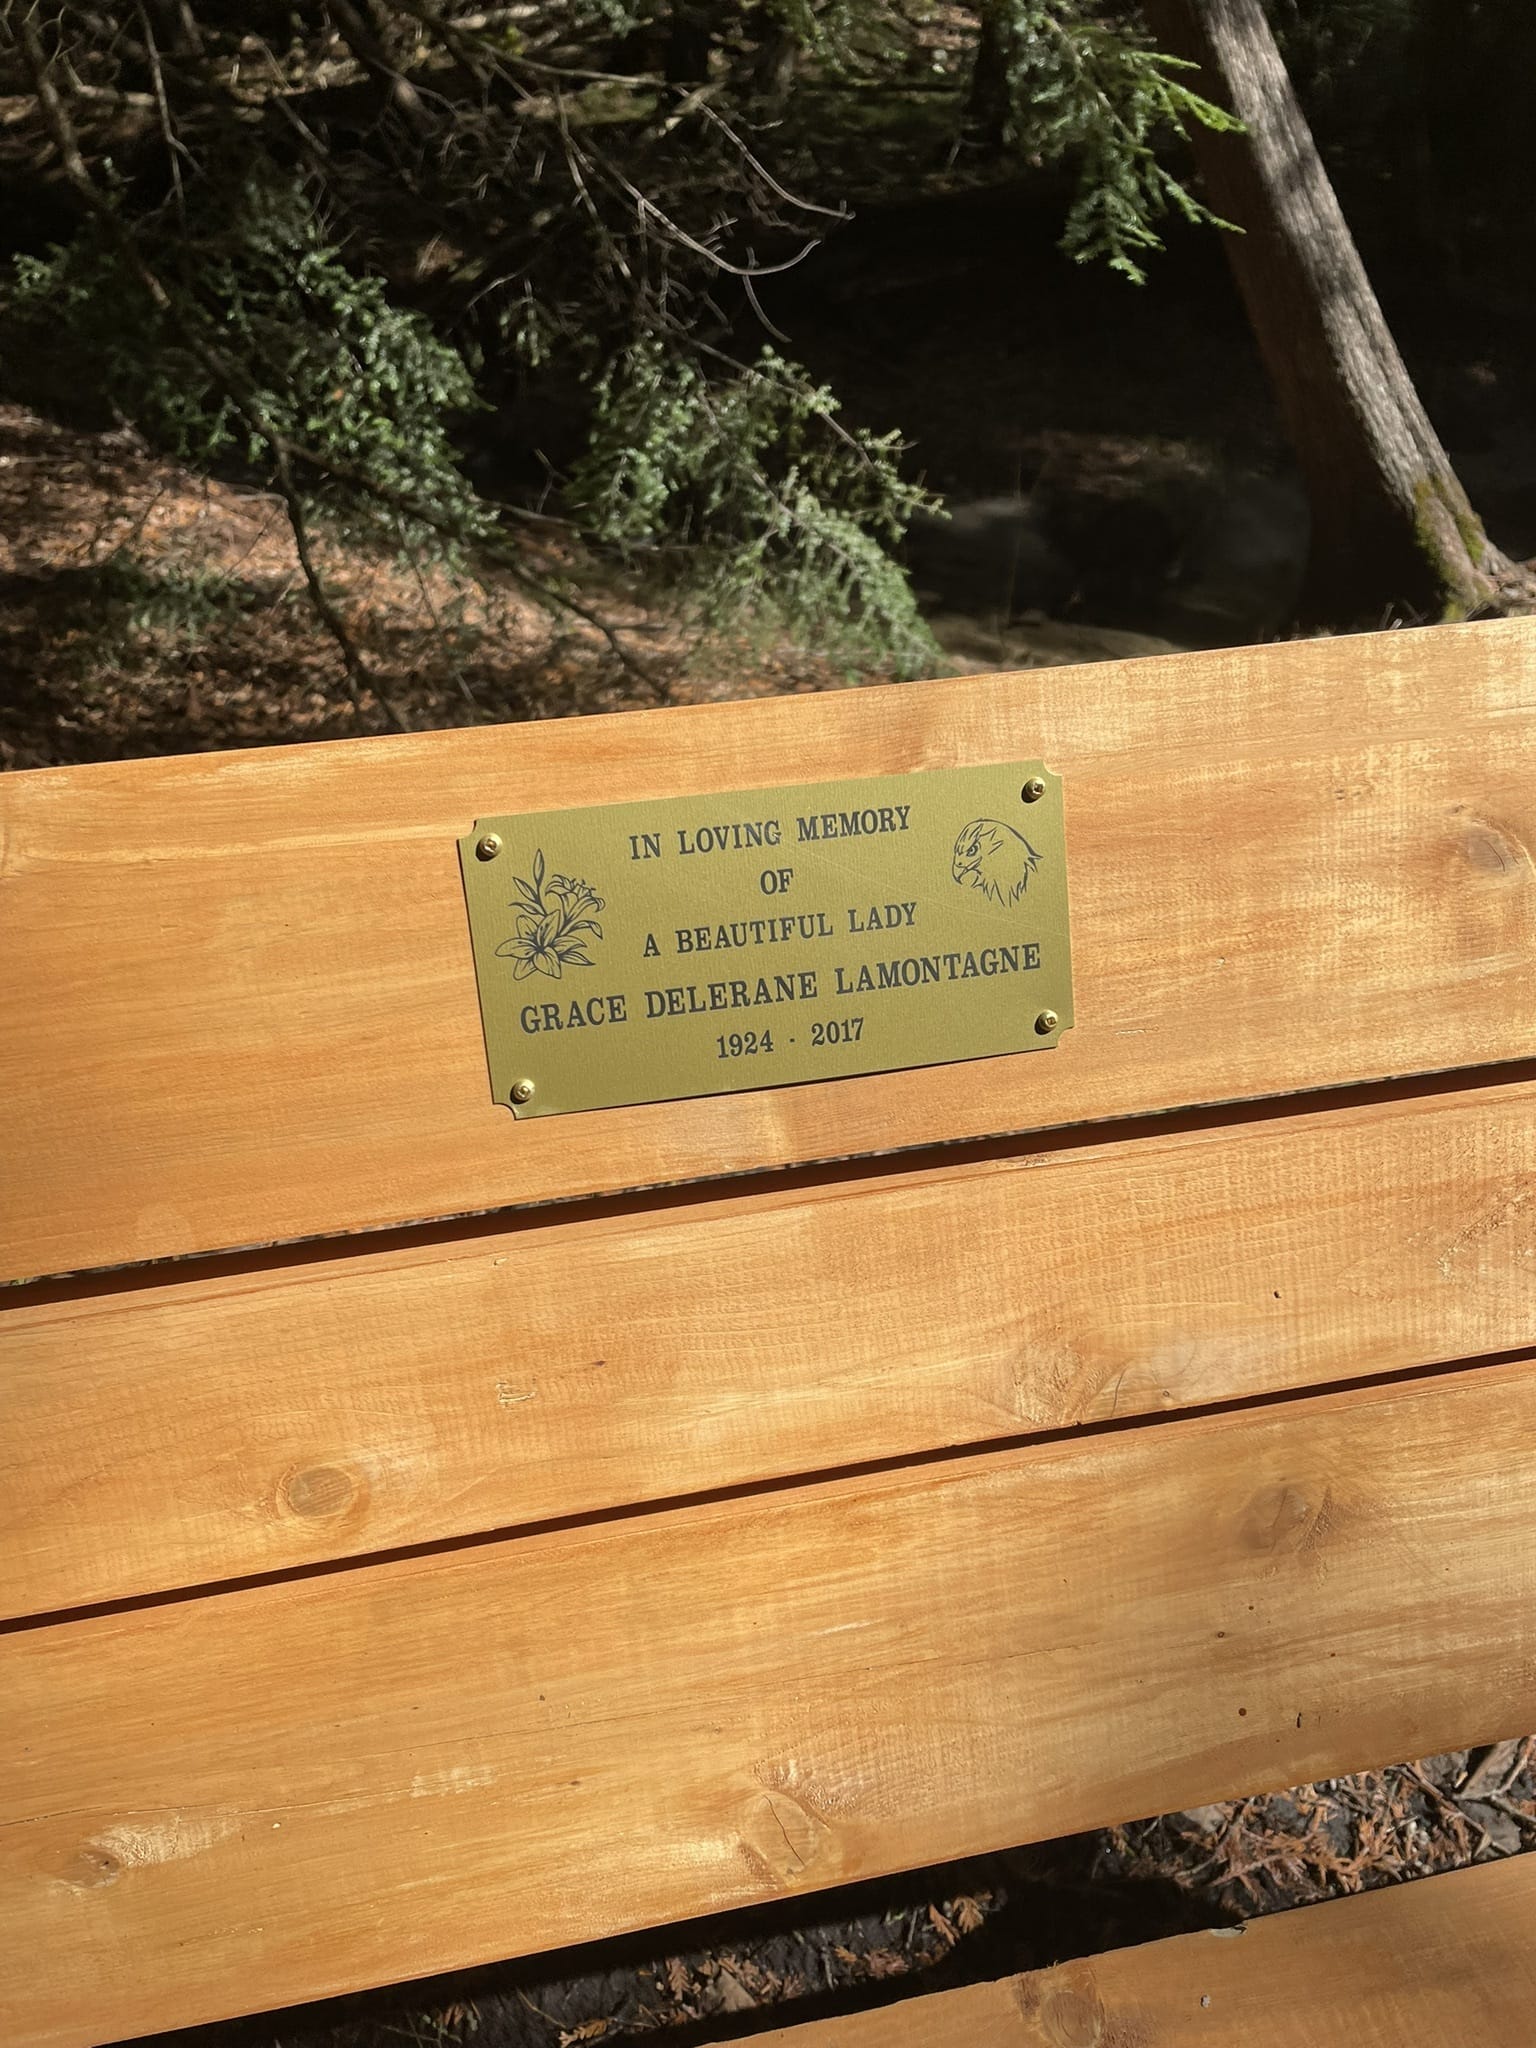 IN LOVING MEMORY
OF
A BEAUTIFUL LADY
GRACE DELERANE LAMONTAGNE
1924 - 2017